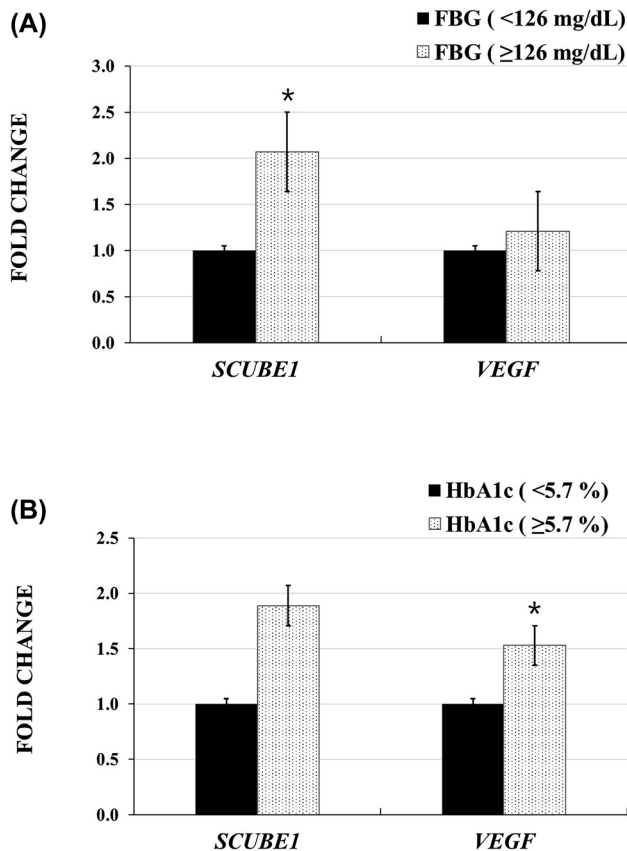 (A)
FBG ( <126 mg/dL)
FBG ( ≥126 mg/dL)
FOLD CHANGE
3.0
2.5
2.0
1.5
1.0
0.5
0.0
*
SCUBE1 VEGF
(B)
HbA1c ( <5.7 %)
HbA1c ( ≥5.7 %)
FOLD CHANGE
2.5
2.0
1.5
1.0
0.5
0.0
*
SCUBE1 VEGF